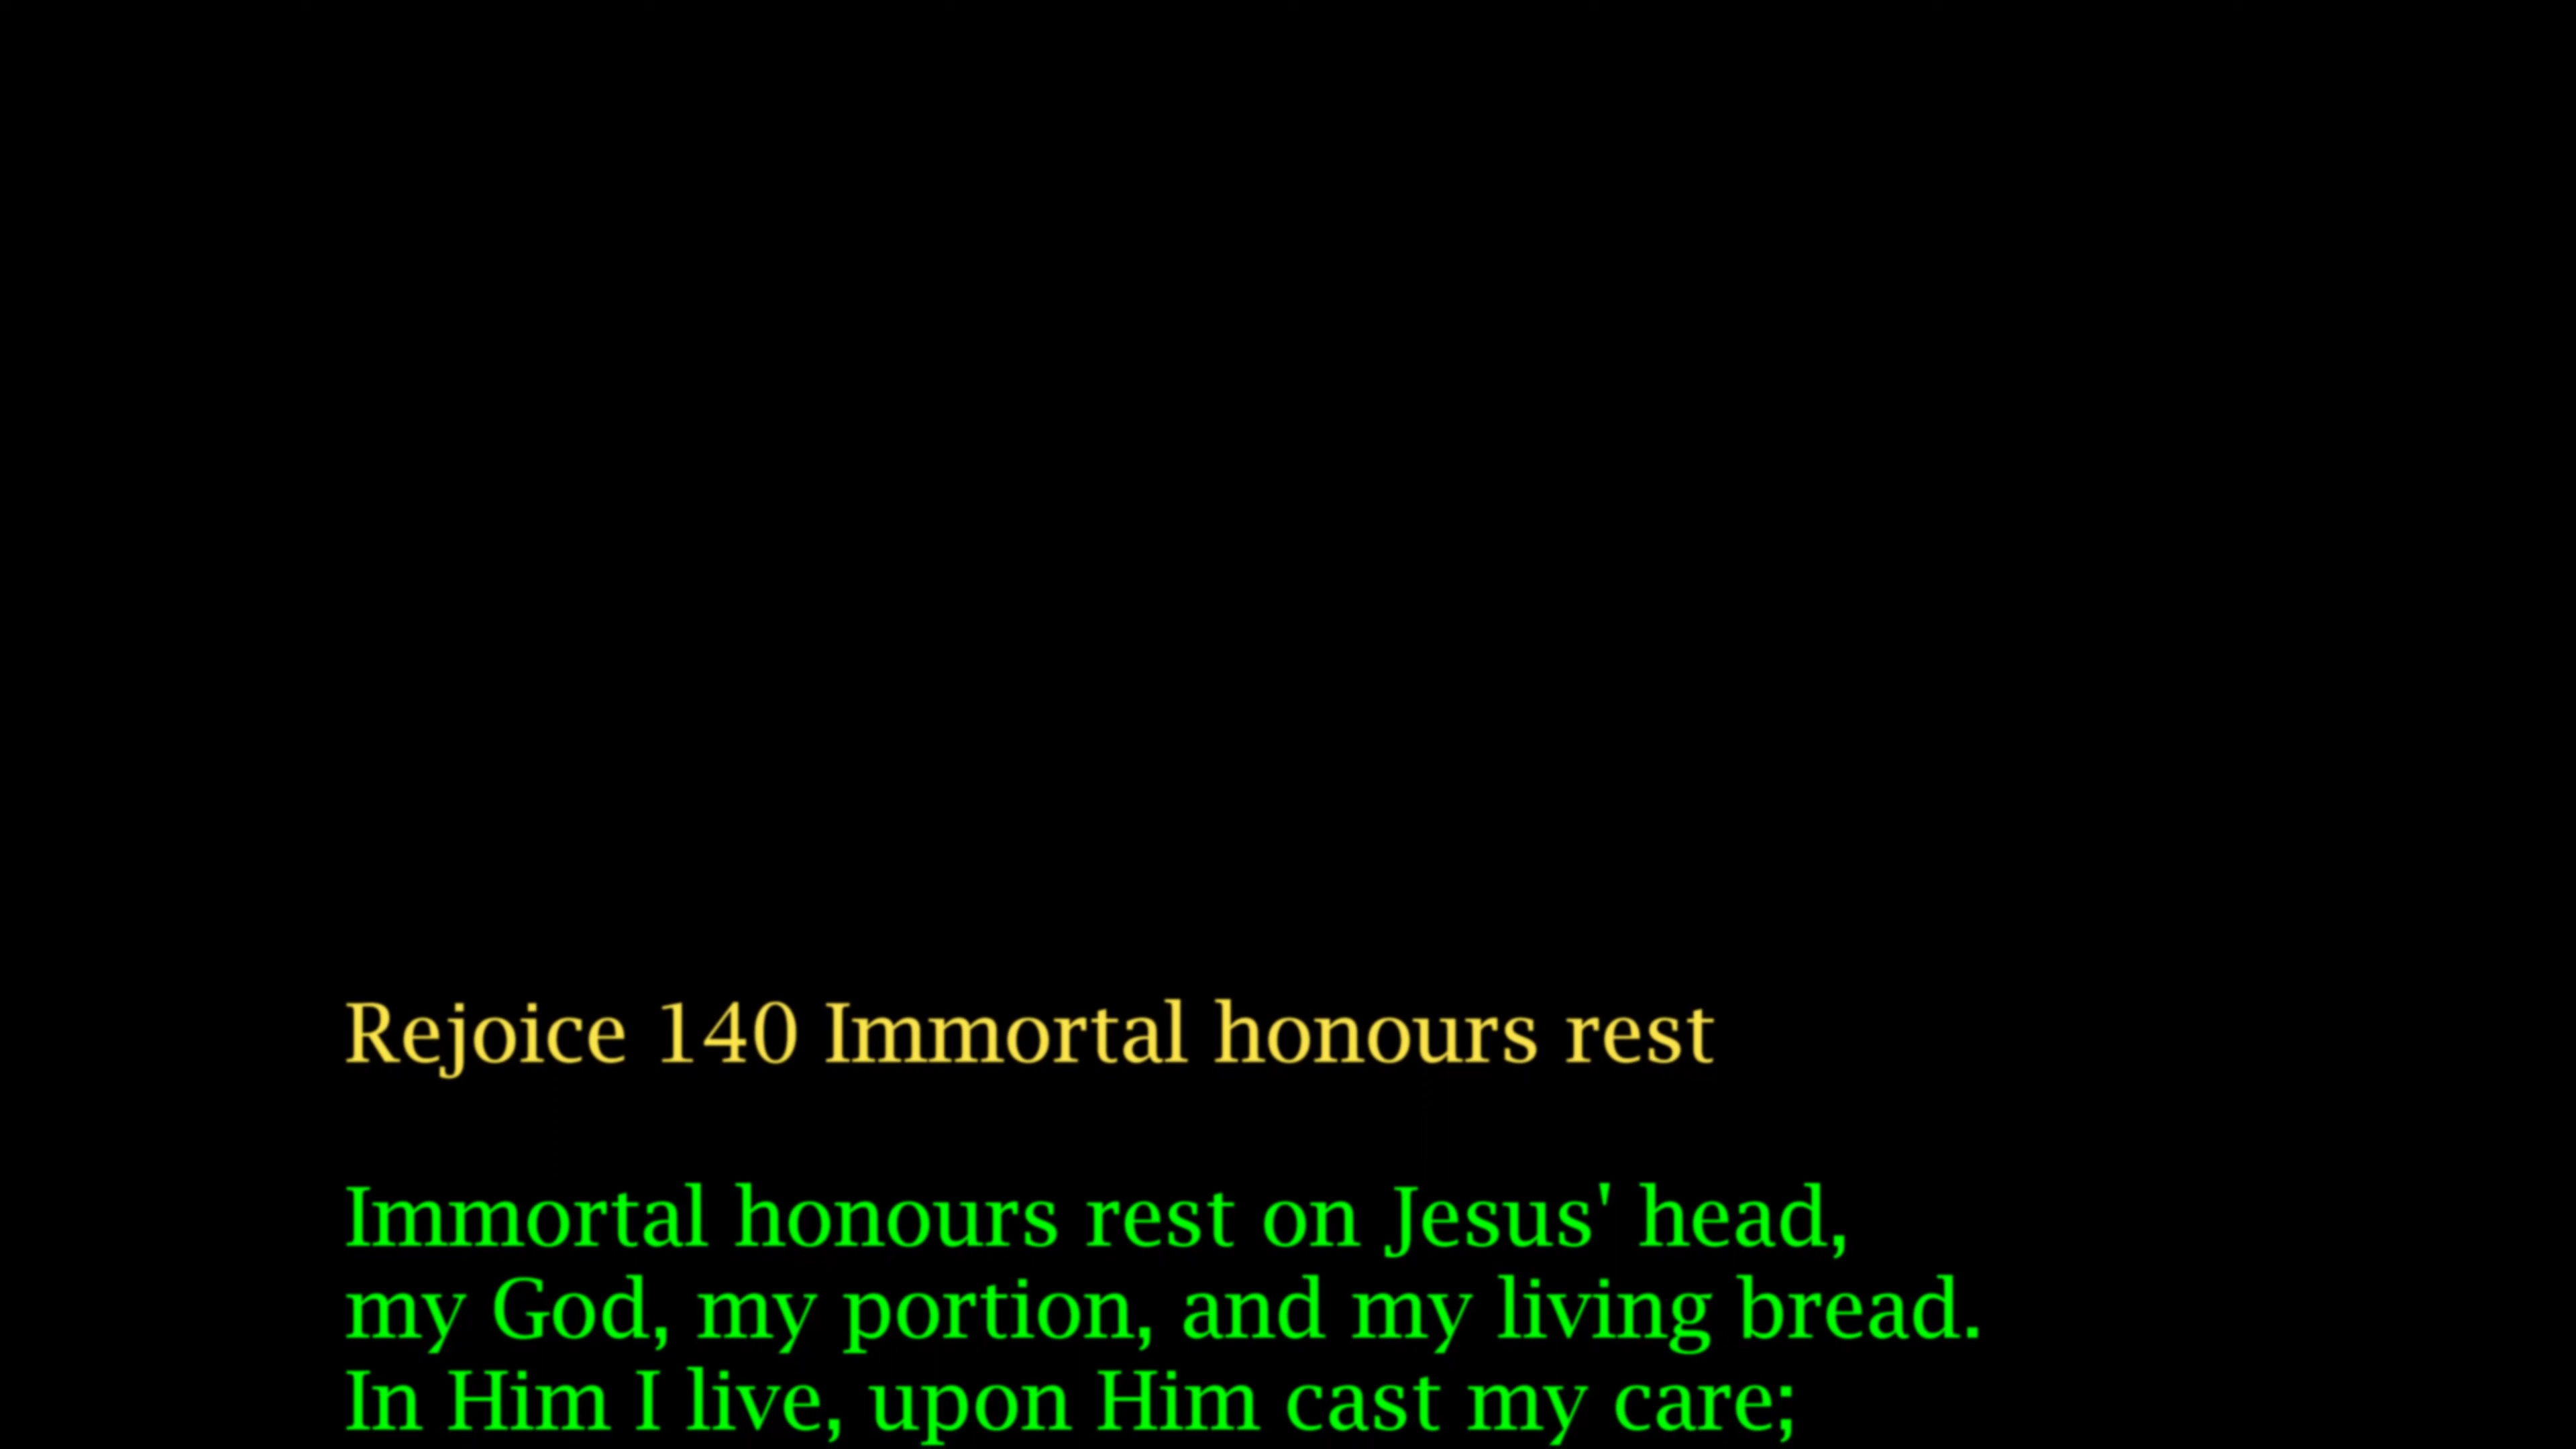 Rejoice 140 Immortal honours rest
Immortal honours rest on Jesus' head,
my God, my portion, and my living bread.
In Him I live, upon Him cast my care;